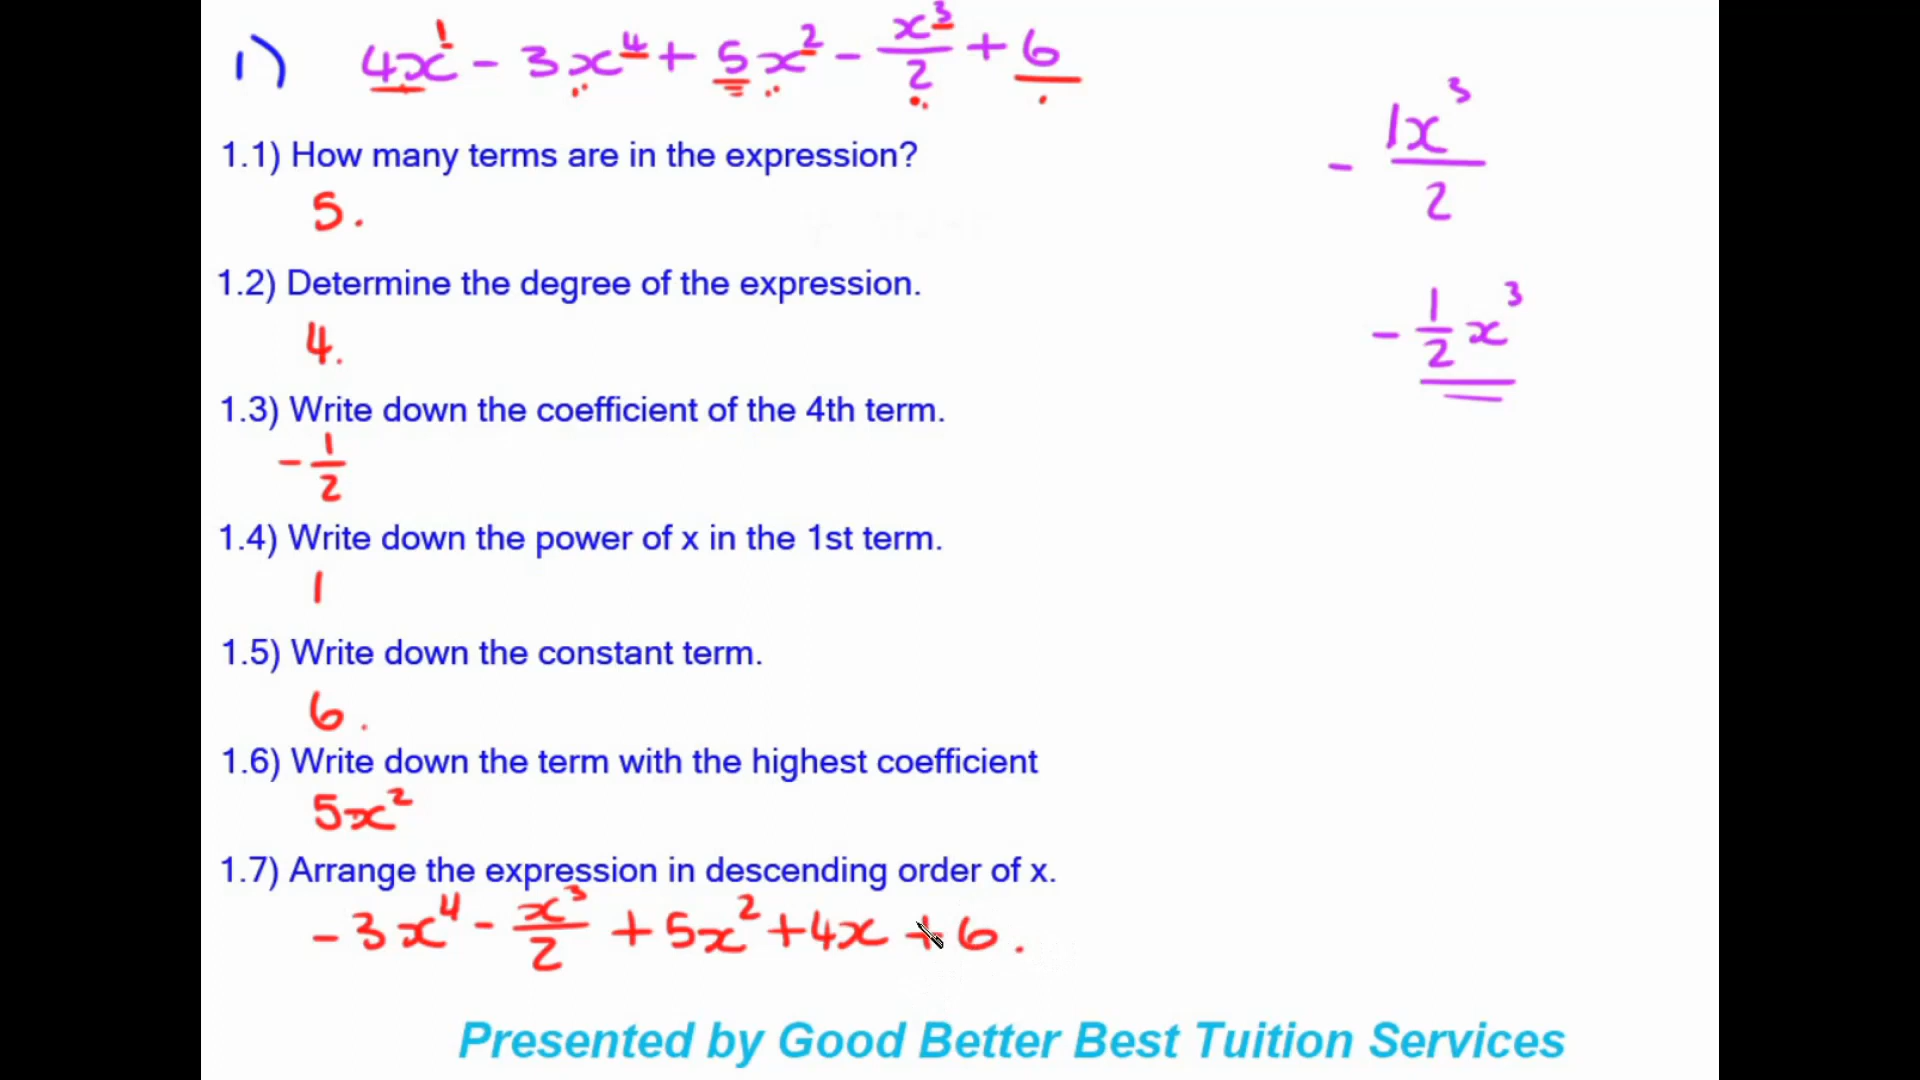 1) 4x¹ - 3x⁴ + 5x² - x³/2 + 6
- 1x³/2
1.1) How many terms are in the expression?
5.
1.2) Determine the degree of the expression.
- 1/2 x³
4.
1.3) Write down the coefficient of the 4th term.
- 1/2
1.4) Write down the power of x in the 1st term.
1
1.5) Write down the constant term.
6.
1.6) Write down the term with the highest coefficient
5x²
1.7) Arrange the expression in descending order of x.
- 3x⁴ - x³/2 + 5x² + 4x + 6.
Presented by Good Better Best Tuition Services